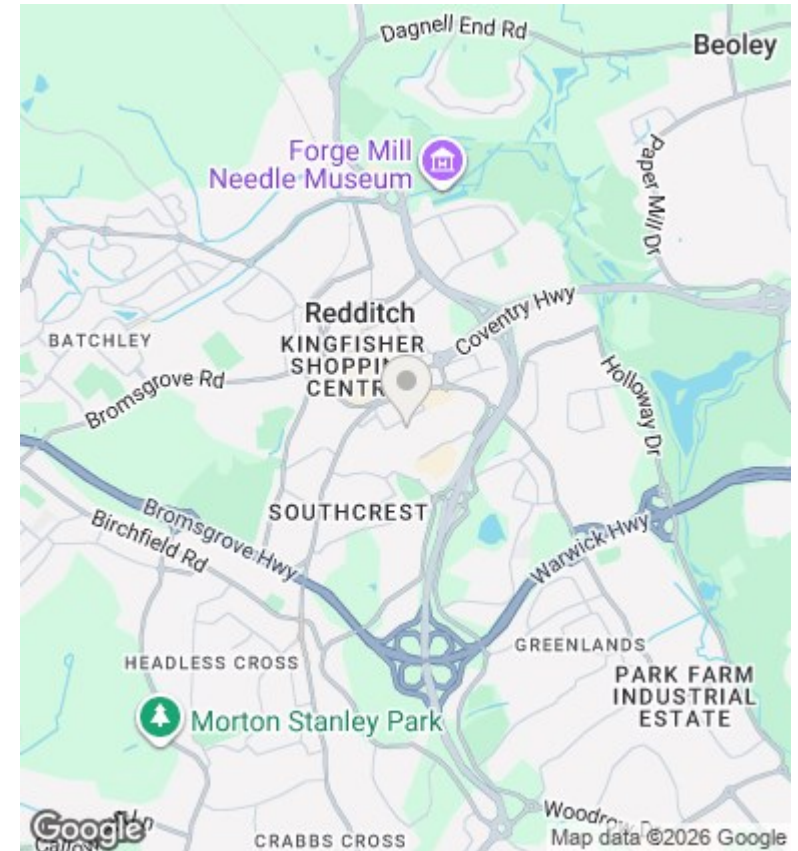 Dagnell End Rd
Beoley
Forge Mill
Needle Museum
Paper Mill Dr
Redditch
Coventry Hwy
BATCHLEY
KINGFISHER
SHOPPING
CENTR
Bromsgrove Rd
Holloway Dr
SOUTHCREST
Bromsgrove Hwy
Birchfield Rd
Warwick Hwy
GREENLANDS
HEADLESS CROSS
PARK FARM
INDUSTRIAL
ESTATE
Morton Stanley Park
Google
CRABBS CROSS
Map data ©2026 Google